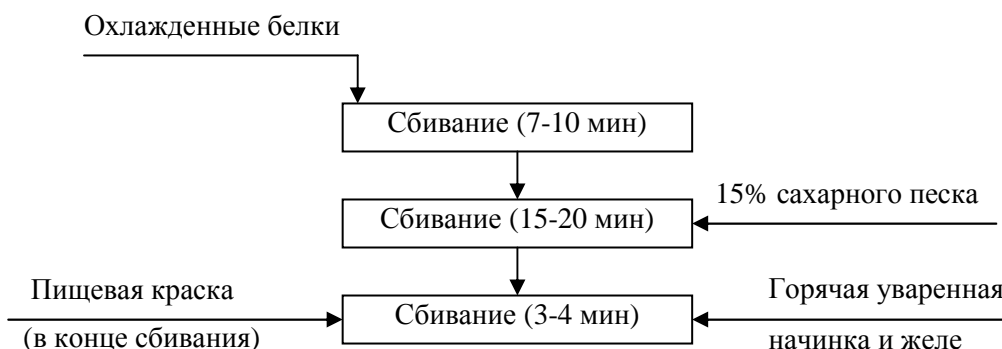 Охлажденные белки
Сбивание (7-10 мин)
15% сахарного песка
Сбивание (15-20 мин)
Пищевая краска
(в конце сбивания)
Сбивание (3-4 мин)
Горячая уваренная
начинка и желе